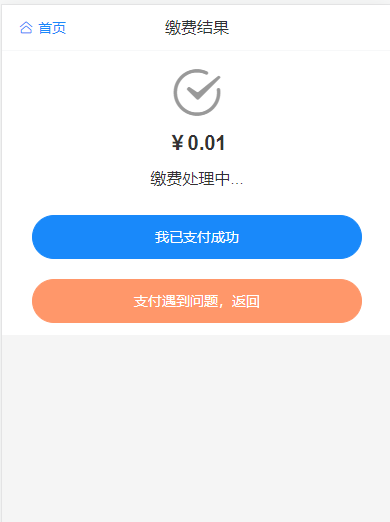 首页
缴费结果
￥0.01
缴费处理中...
我已支付成功
支付遇到问题，返回